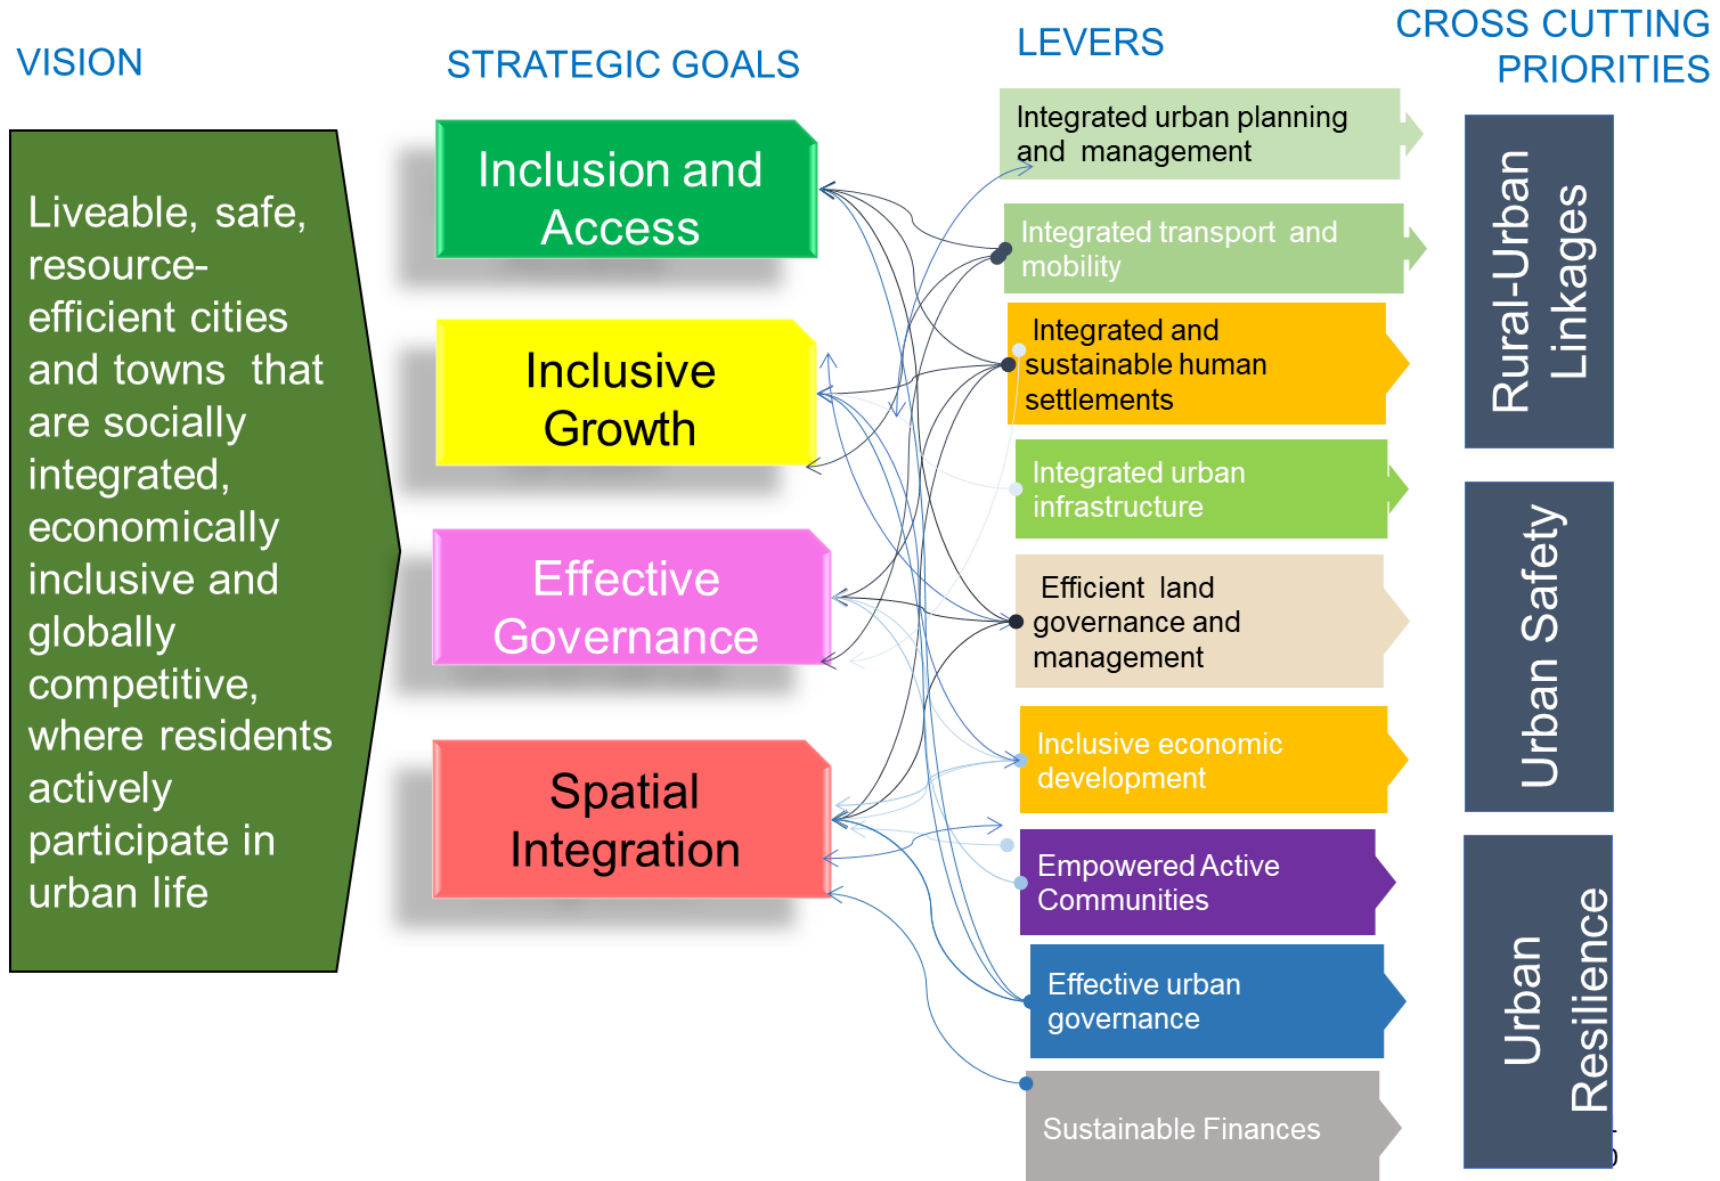 VISION
Liveable, safe,
resource-
efficient cities
and towns that
are socially
integrated,
economically
inclusive and
globally
competitive,
where residents
actively
participate in
urban life
STRATEGIC GOALS
Inclusion and
Access
Inclusive
Growth
Effective
Governance
Spatial
Integration
LEVERS
Integrated urban planning
and management
Integrated transport and
mobility
Integrated and
sustainable human
settlements
Integrated urban
infrastructure
Efficient land
governance and
management
Inclusive economic
development
Empowered Active
Communities
Effective urban
governance
Sustainable Finances
CROSS CUTTING
PRIORITIES
Rural-Urban
Linkages
Urban Safety
Urban
Resilience